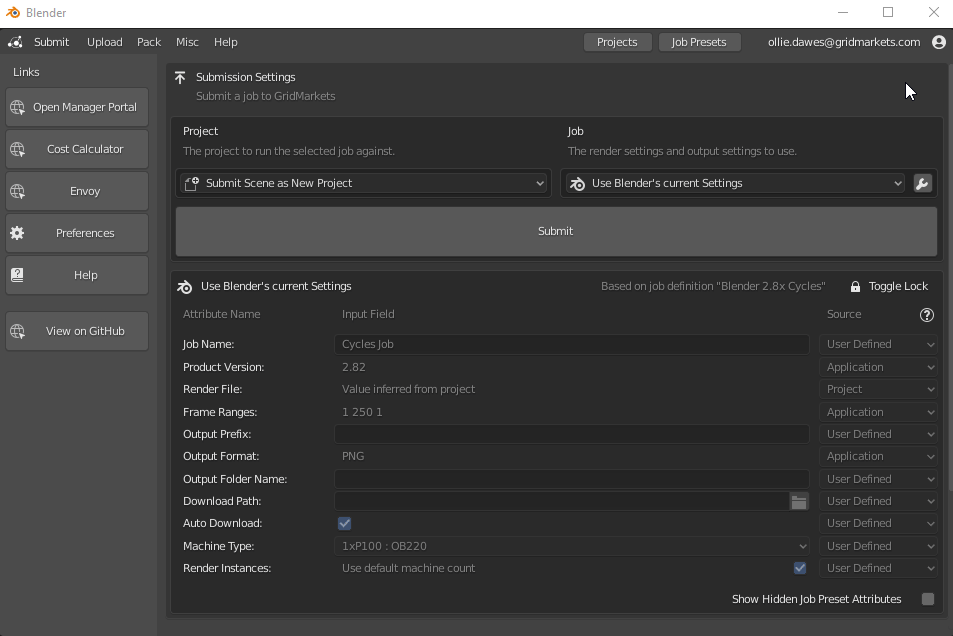 Blender
Submit Upload Pack Misc Help Projects Job Presets ollie.dawes@gridmarkets.com
Links
Open Manager Portal
Cost Calculator
Envoy
Preferences
Help
View on GitHub
Submission Settings
Submit a job to GridMarkets
Project Job
The project to run the selected job against. The render settings and output settings to use.
Submit Scene as New Project Use Blender's current Settings
Submit
Use Blender's current Settings Based on job definition "Blender 2.8x Cycles" Toggle Lock
Attribute Name Input Field Source
Job Name: Cycles Job User Defined
Product Version: 2.82 Application
Render File: Value inferred from project Project
Frame Ranges: 1 250 1 Application
Output Prefix: User Defined
Output Format: PNG Application
Output Folder Name: User Defined
Download Path: User Defined
Auto Download: User Defined
Machine Type: 1xP100 : OB220 User Defined
Render Instances: Use default machine count User Defined
Show Hidden Job Preset Attributes